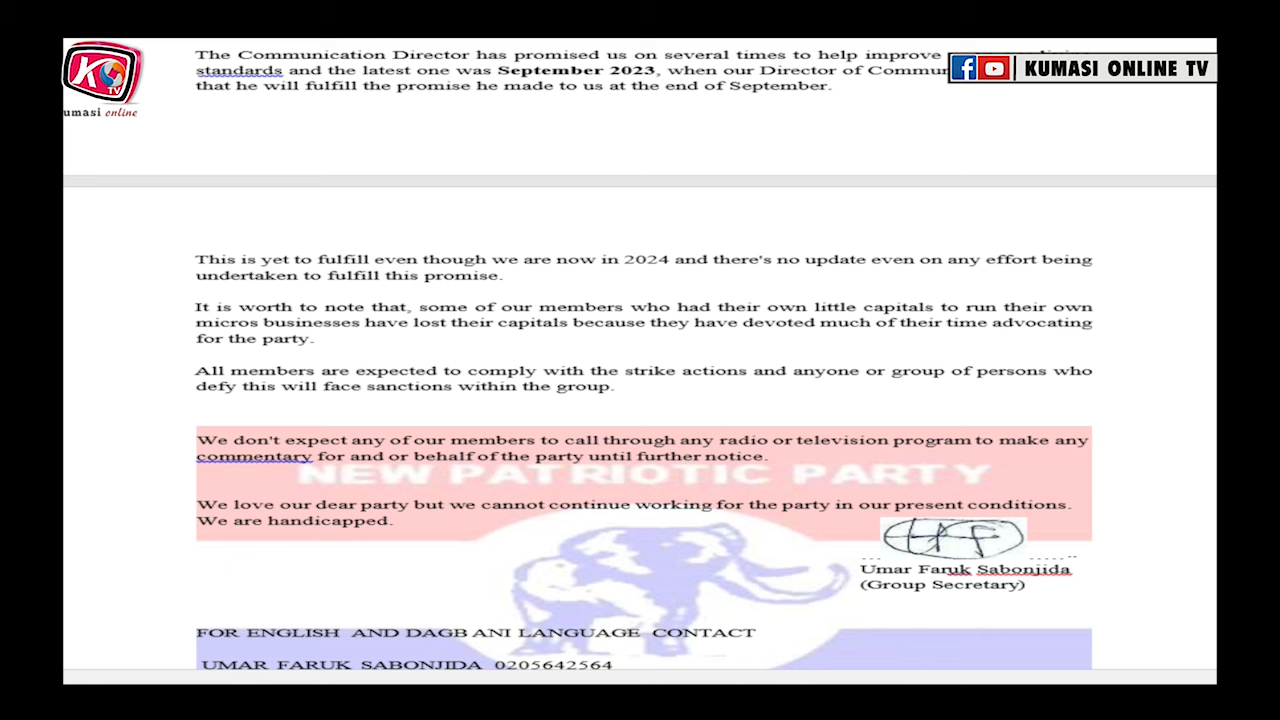 The Communication Director has promised us on several times to help improve
standards and the latest one was September 2023, when our Director of Commun
that he will fulfill the promise he made to us at the end of September.
K
TV
umasi online
KUMASI ONLINE TV
This is yet to fulfill even though we are now in 2024 and there's no update even on any effort being
undertaken to fulfill this promise.
It is worth to note that, some of our members who had their own little capitals to run their own
micros businesses have lost their capitals because they have devoted much of their time advocating
for the party.
All members are expected to comply with the strike actions and anyone or group of persons who
defy this will face sanctions within the group.
We don't expect any of our members to call through any radio or television program to make any
commentary for and or behalf of the party until further notice.
NEW PATRIOTIC PARTY
We love our dear party but we cannot continue working for the party in our present conditions.
We are handicapped.
Umar Faruk Sabonjida
(Group Secretary)
FOR ENGLISH AND DAGB ANI LANGUAGE CONTACT
UMAR FARUK SABONJIDA 0205642564